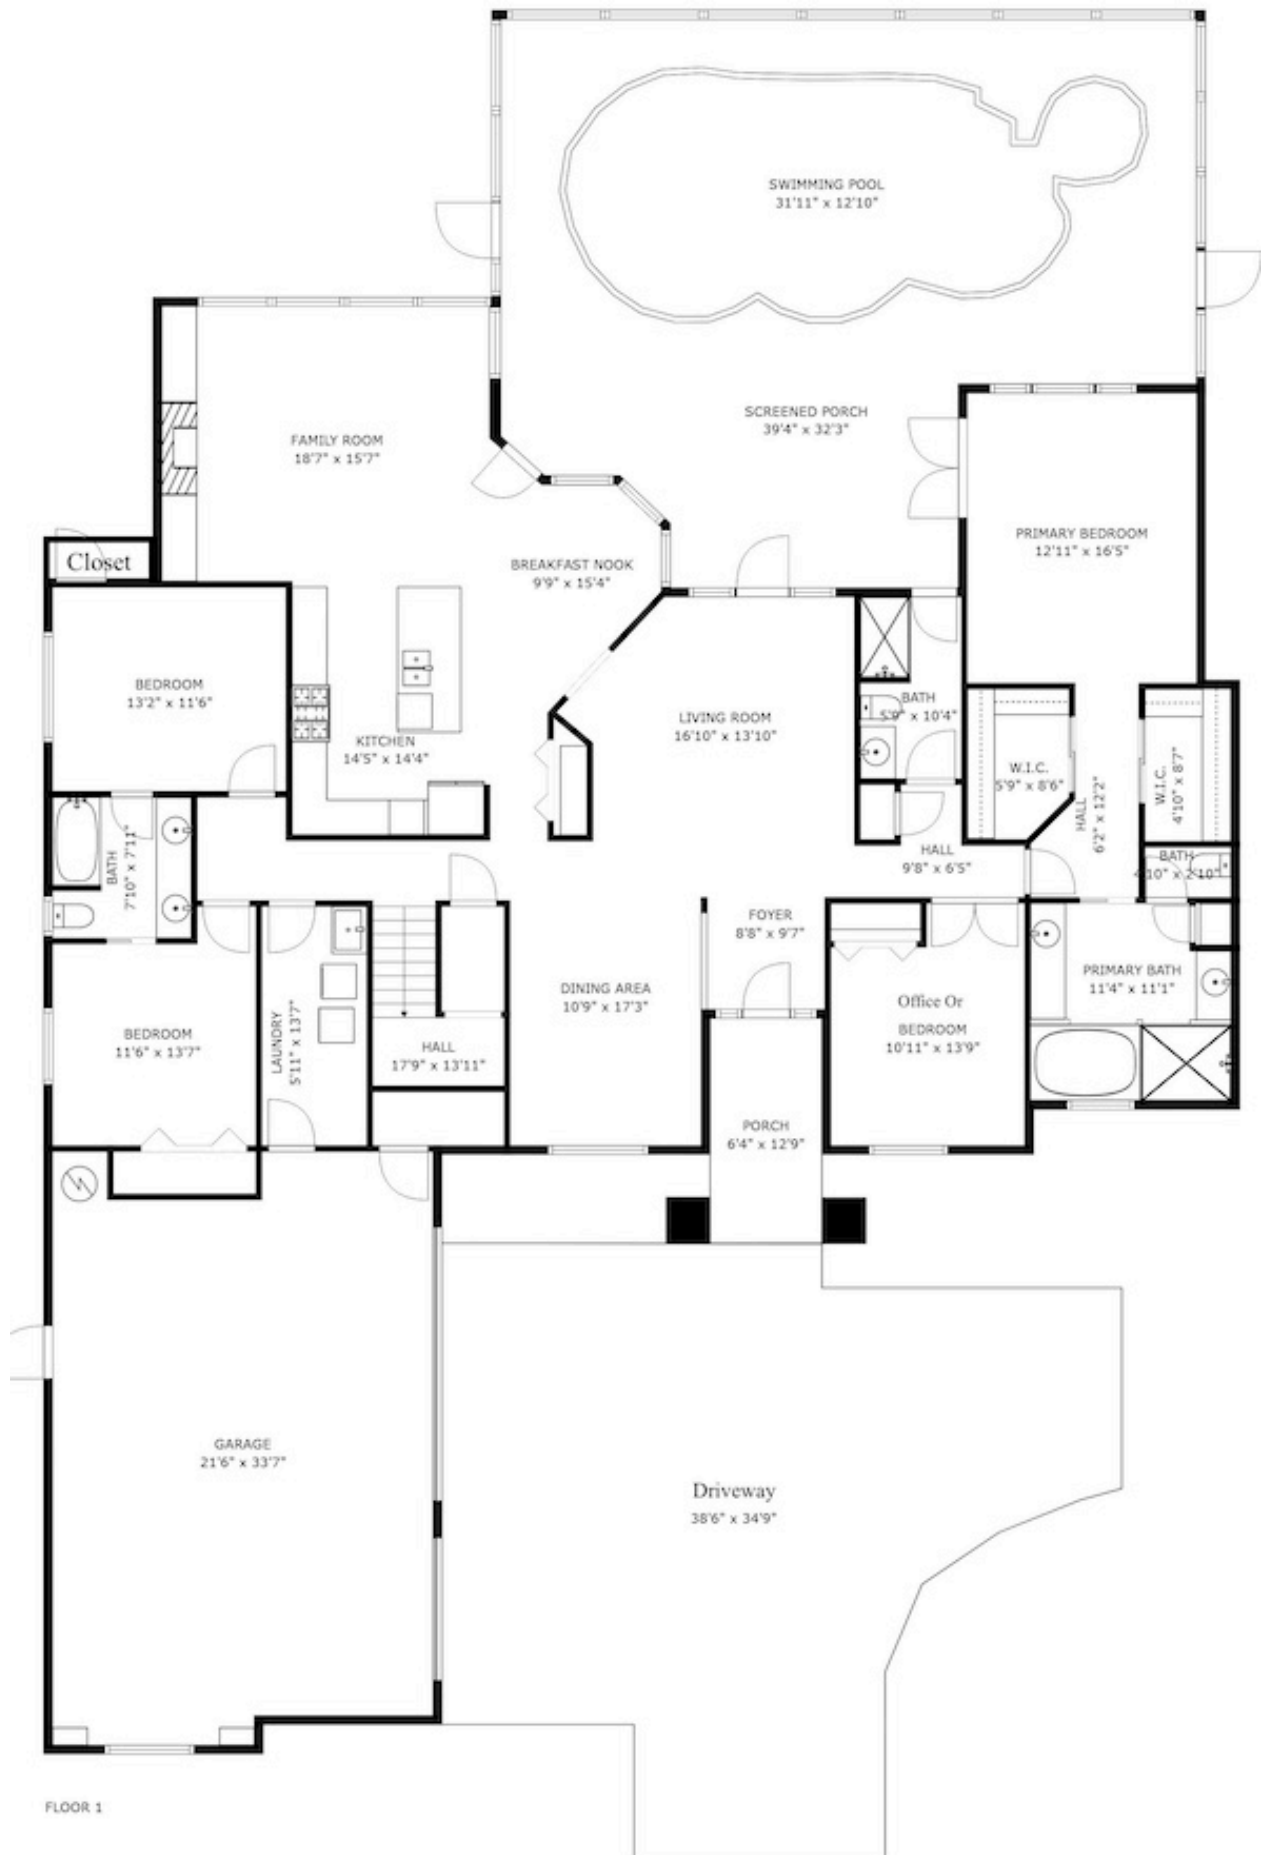 SWIMMING POOL
31'11" x 12'10"
SCREENED PORCH
39'4" x 32'3"
FAMILY ROOM
18'7" x 15'7"
PRIMARY BEDROOM
12'11" x 16'5"
Closet
BREAKFAST NOOK
9'9" x 15'4"
BEDROOM
13'2" x 11'6"
BATH
5'9" x 10'4"
LIVING ROOM
16'10" x 13'10"
KITCHEN
14'5" x 14'4"
W.I.C.
5'9" x 8'6"
W.I.C.
4'10" x 8'7"
HALL
6'2" x 12'2"
BATH
7'10" x 7'11"
HALL
9'8" x 6'5"
BATH
4'10" x 2'10"
FOYER
8'8" x 9'7"
PRIMARY BATH
11'4" x 11'1"
DINING AREA
10'9" x 17'3"
Office Or
BEDROOM
10'11" x 13'9"
BEDROOM
11'6" x 13'7"
LAUNDRY
5'11" x 13'7"
HALL
17'9" x 13'11"
PORCH
6'4" x 12'9"
GARAGE
21'6" x 33'7"
Driveway
38'6" x 34'9"
FLOOR 1